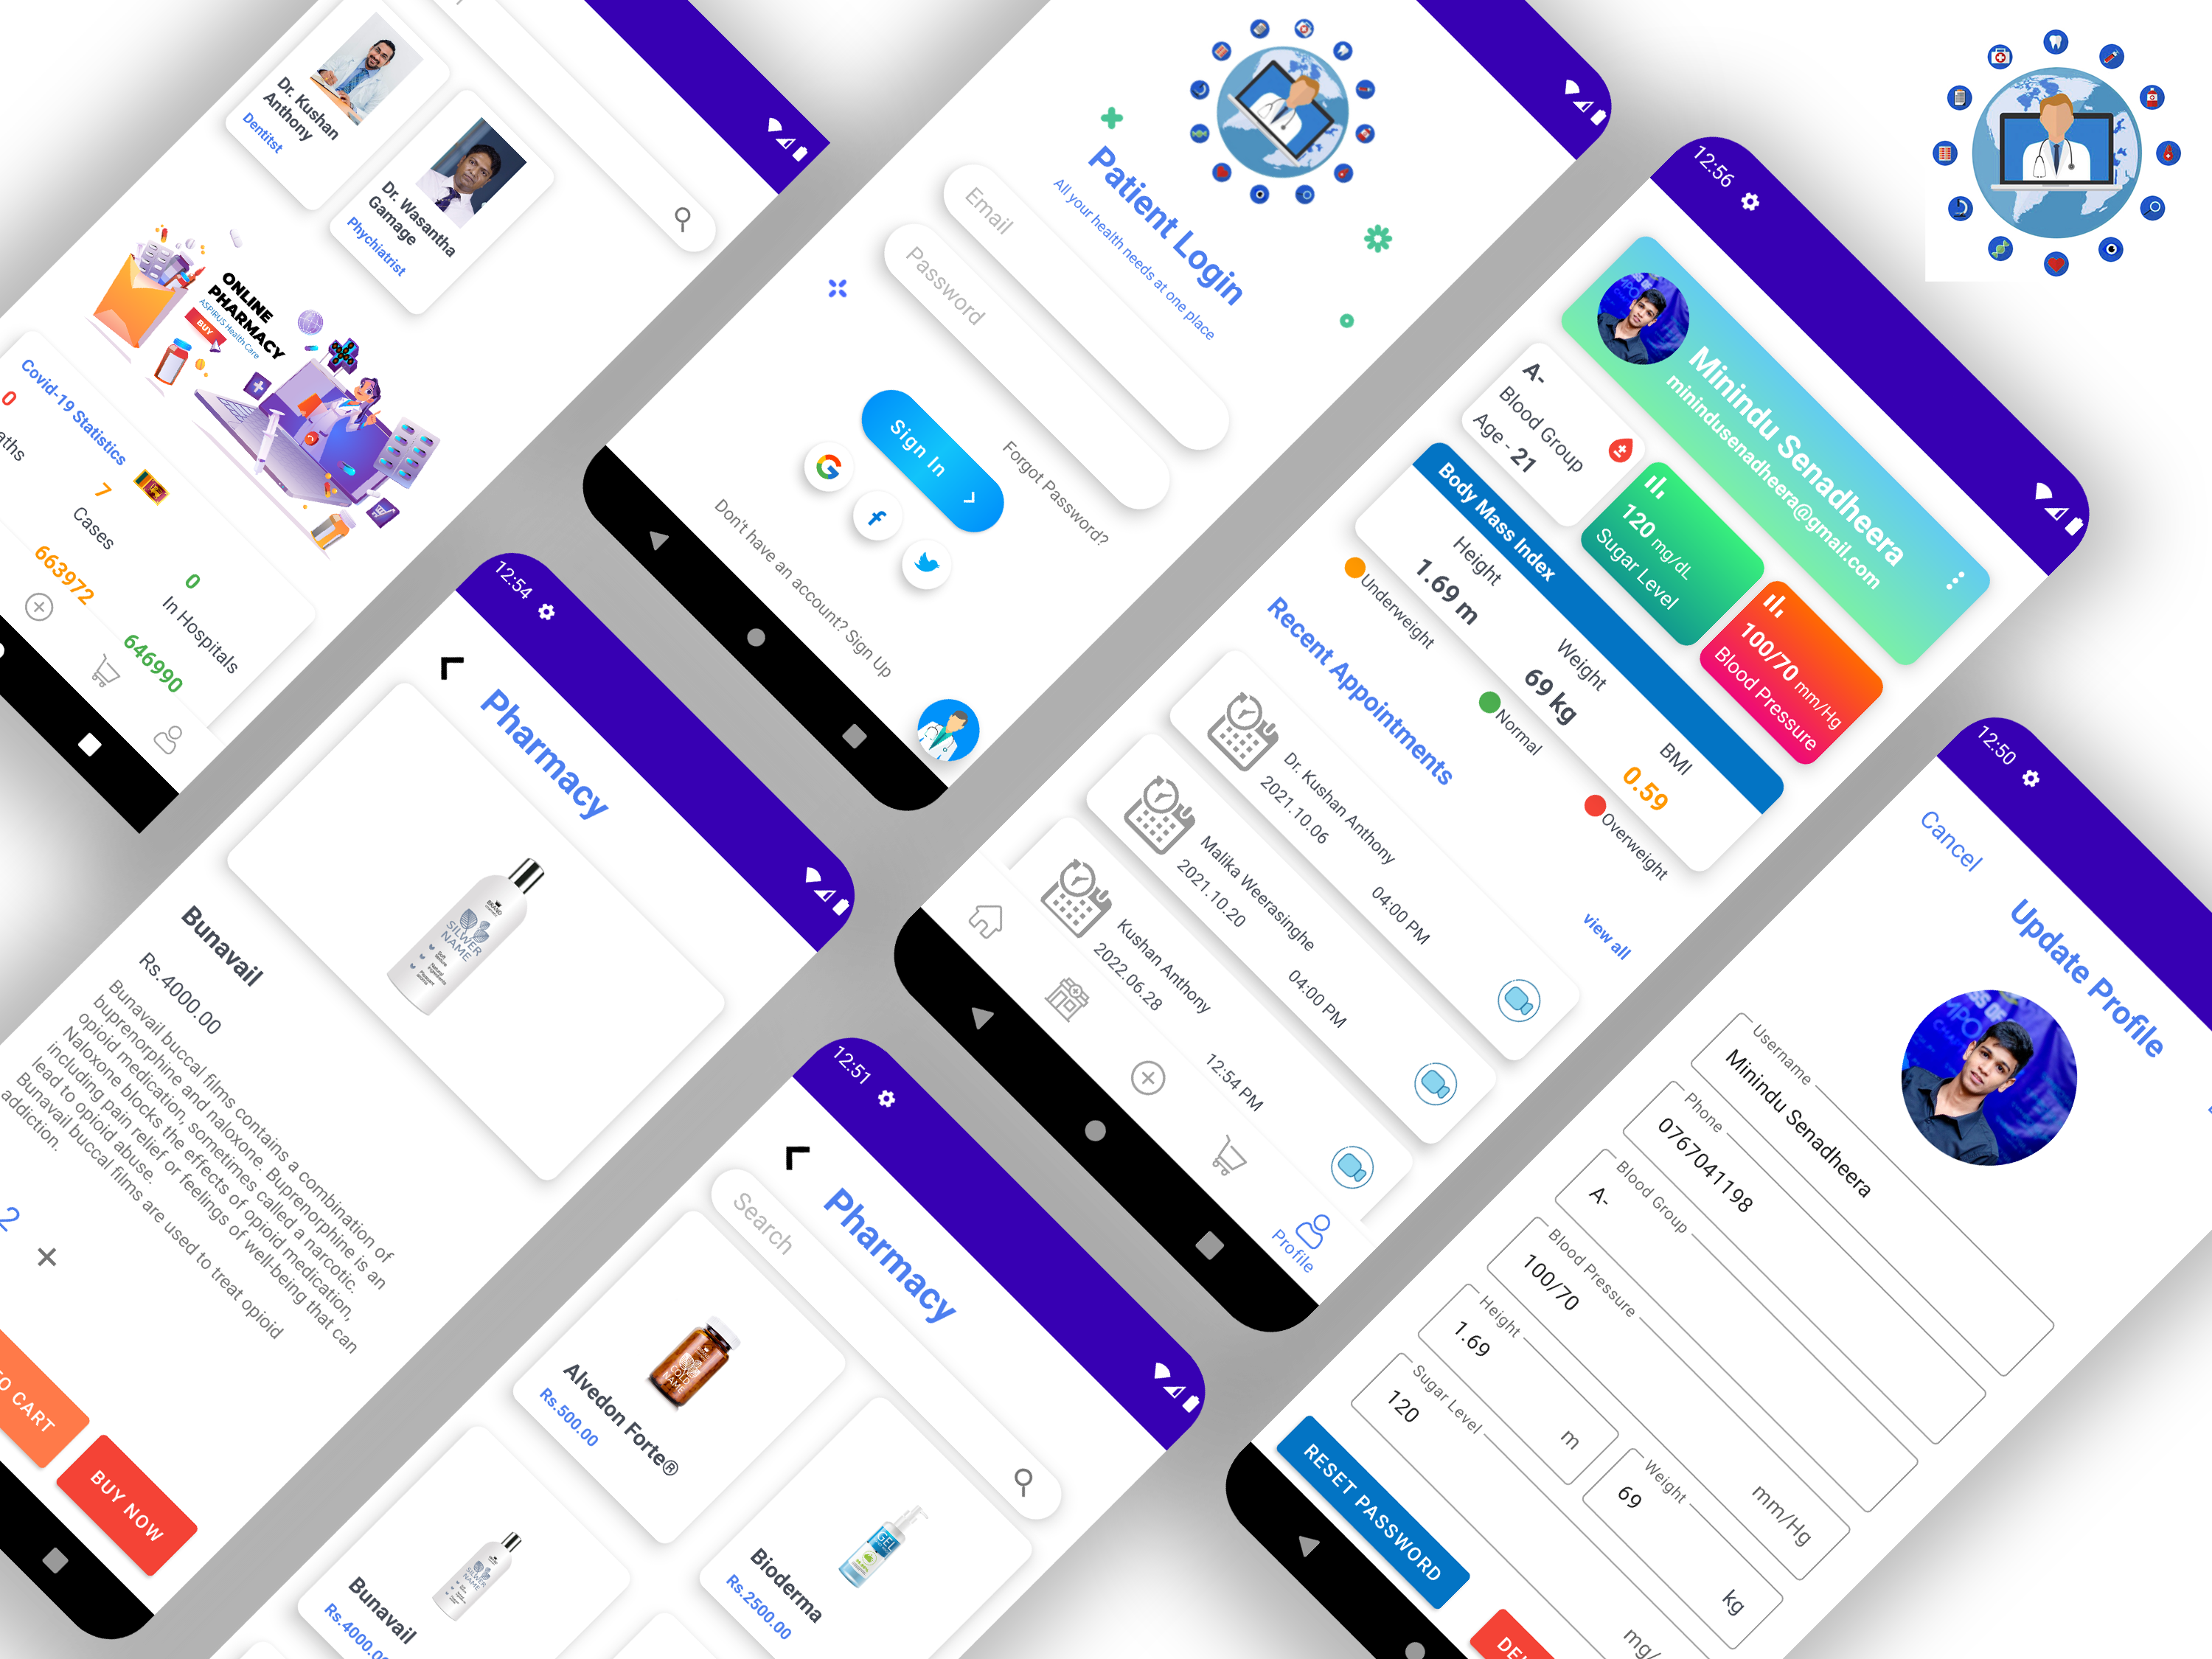 Dr. Kushan
Anthony
Dentitst
Dr. Wasantha
Gamage
Phychiatrist
ONLINE
PHARMACY
ASPIRUS Health Care
BUY
Covid-19 Statistics
0
7
Cases
0
In Hospitals
663972
646990
Patient Login
All your health needs at one place
Email
Password
Forgot Password?
Sign In
Don't have an account? Sign Up
12:56
Minindu Senadheera
minindusenadheera@gmail.com
A-
Blood Group
Age - 21
120 mg/dL
Sugar Level
100/70 mm/Hg
Blood Pressure
Body Mass Index
Height
1.69 m
Weight
69 kg
BMI
0.59
Underweight
Normal
Overweight
Recent Appointments
view all
Dr. Kushan Anthony
2021.10.06
04:00 PM
Malika Weerasinghe
2021.10.20
04:00 PM
Kushan Anthony
2022.06.28
12:54 PM
Profile
12:54
Pharmacy
BRAND
SILWER
NAME
Bunavail
Rs.4000.00
Bunavail buccal films contains a combination of
buprenorphine and naloxone. Buprenorphine is an
opioid medication, sometimes called a narcotic.
Naloxone blocks the effects of opioid medication,
including pain relief or feelings of well-being that can
lead to opioid abuse.
Bunavail buccal films are used to treat opioid
addiction.
2
CART
BUY NOW
12:51
Pharmacy
Search
GOLD
NAME
Alvedon Forte®
Rs.500.00
SILWER
NAME
Bunavail
Rs.4000.00
GEL
Bioderma
Rs.2500.00
12:50
Cancel
Update Profile
Username
Minindu Senadheera
Phone
0767041198
Blood Group
A-
Blood Pressure
100/70
mm/Hg
Height
1.69
m
Weight
69
kg
Sugar Level
120
mg/
RESET PASSWORD